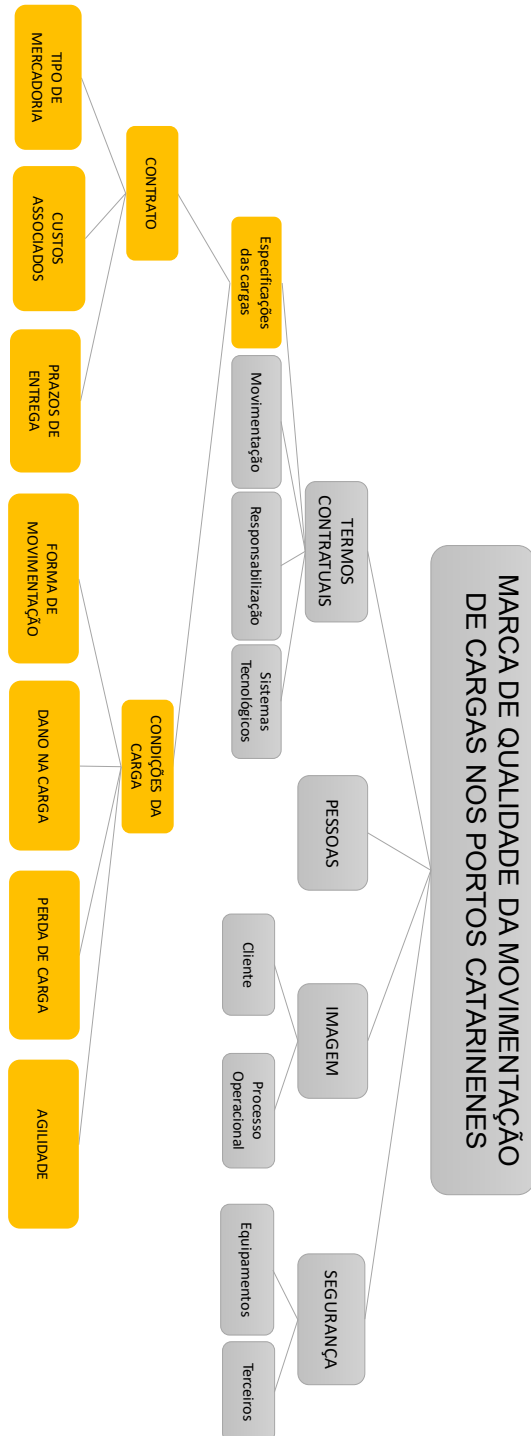 MARCA DE QUALIDADE DA MOVIMENTAÇÃO
DE CARGAS NOS PORTOS CATARINENES
TERMOS
CONTRATUAIS
PESSOAS
IMAGEM
SEGURANÇA
Especificações
das cargas
Movimentação
Responsabilização
Sistemas
Tecnológicos
Cliente
Processo
Operacional
Equipamentos
Terceiros
CONTRATO
CONDIÇÕES DA
CARGA
TIPO DE
MERCADORIA
CUSTOS
ASSOCIADOS
PRAZOS DE
ENTREGA
FORMA DE
MOVIMENTAÇÃO
DANO NA CARGA
PERDA DE CARGA
AGILIDADE